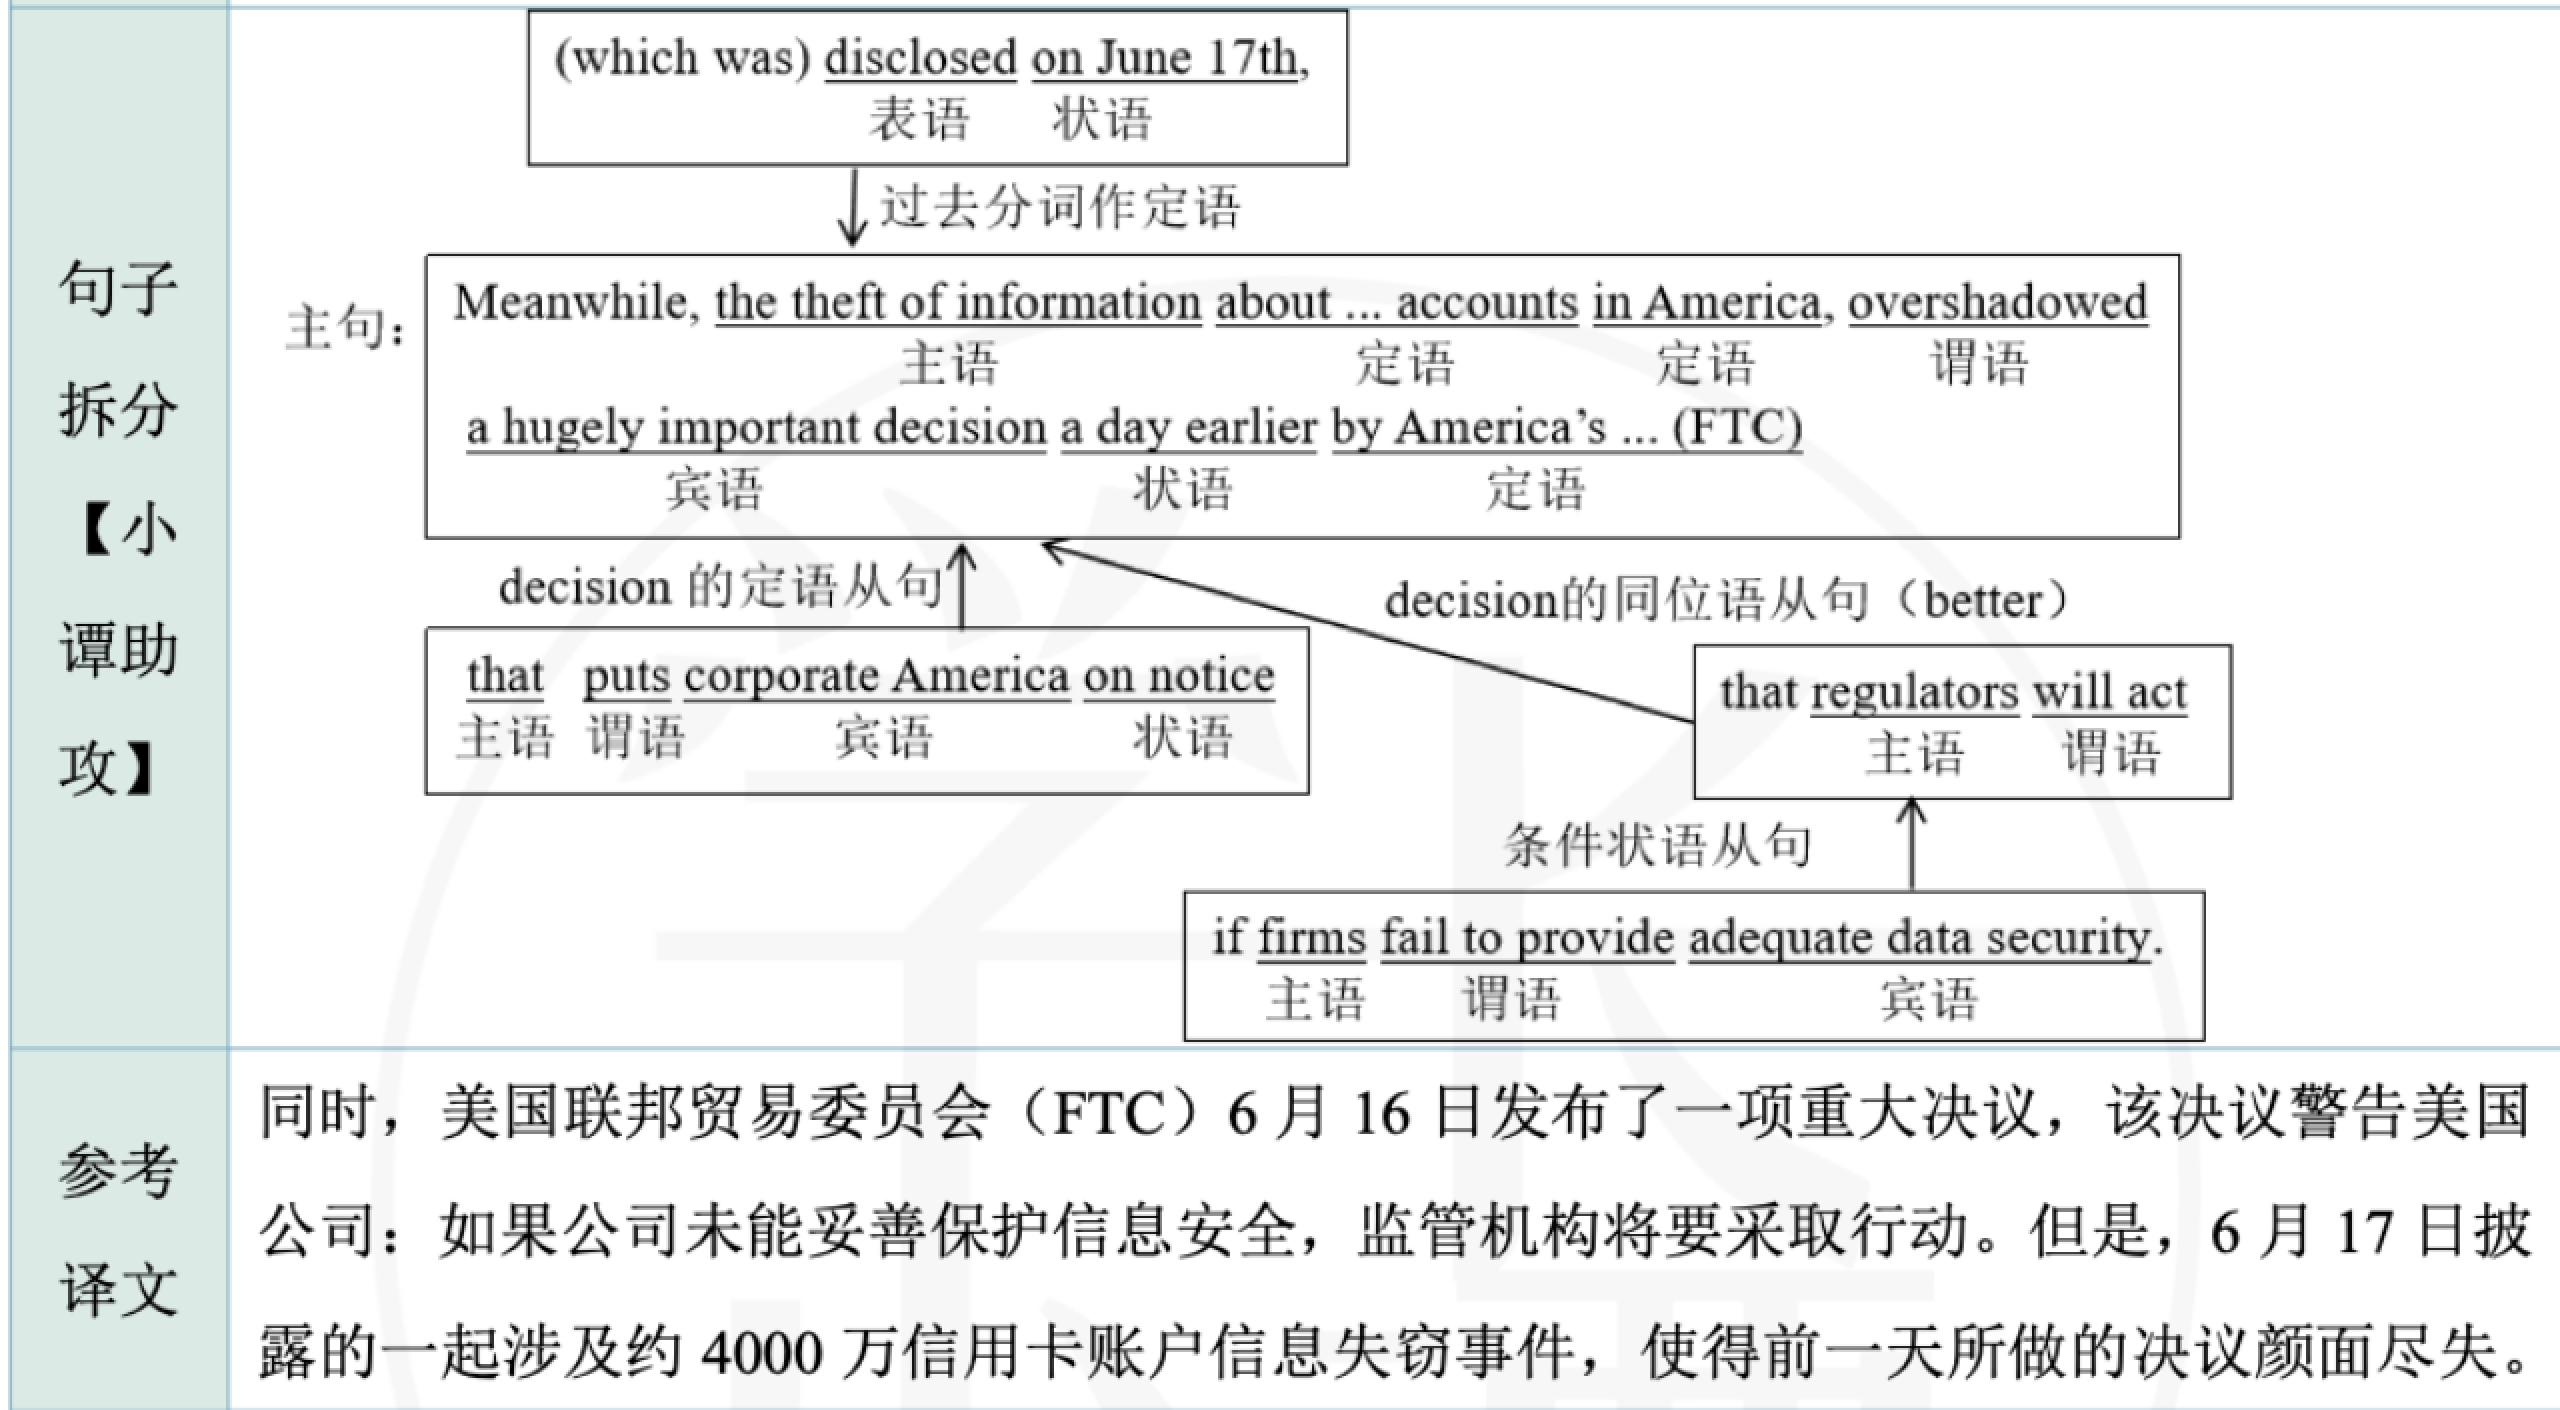 句子
拆分
【小
谭助
攻】
(which was) disclosed on June 17th,
表语 状语
过去分词作定语
主句：
Meanwhile, the theft of information about ... accounts in America, overshadowed
主语 定语 定语 谓语
a hugely important decision a day earlier by America's ... (FTC)
宾语 状语 定语
decision 的定语从句
decision的同位语从句（better）
that puts corporate America on notice
主语 谓语 宾语 状语
that regulators will act
主语 谓语
条件状语从句
if firms fail to provide adequate data security.
主语 谓语 宾语
参考
译文
同时，美国联邦贸易委员会（FTC）6 月 16 日发布了一项重大决议，该决议警告美国
公司：如果公司未能妥善保护信息安全，监管机构将要采取行动。但是，6 月 17 日披
露的一起涉及约 4000 万信用卡账户信息失窃事件，使得前一天所做的决议颜面尽失。